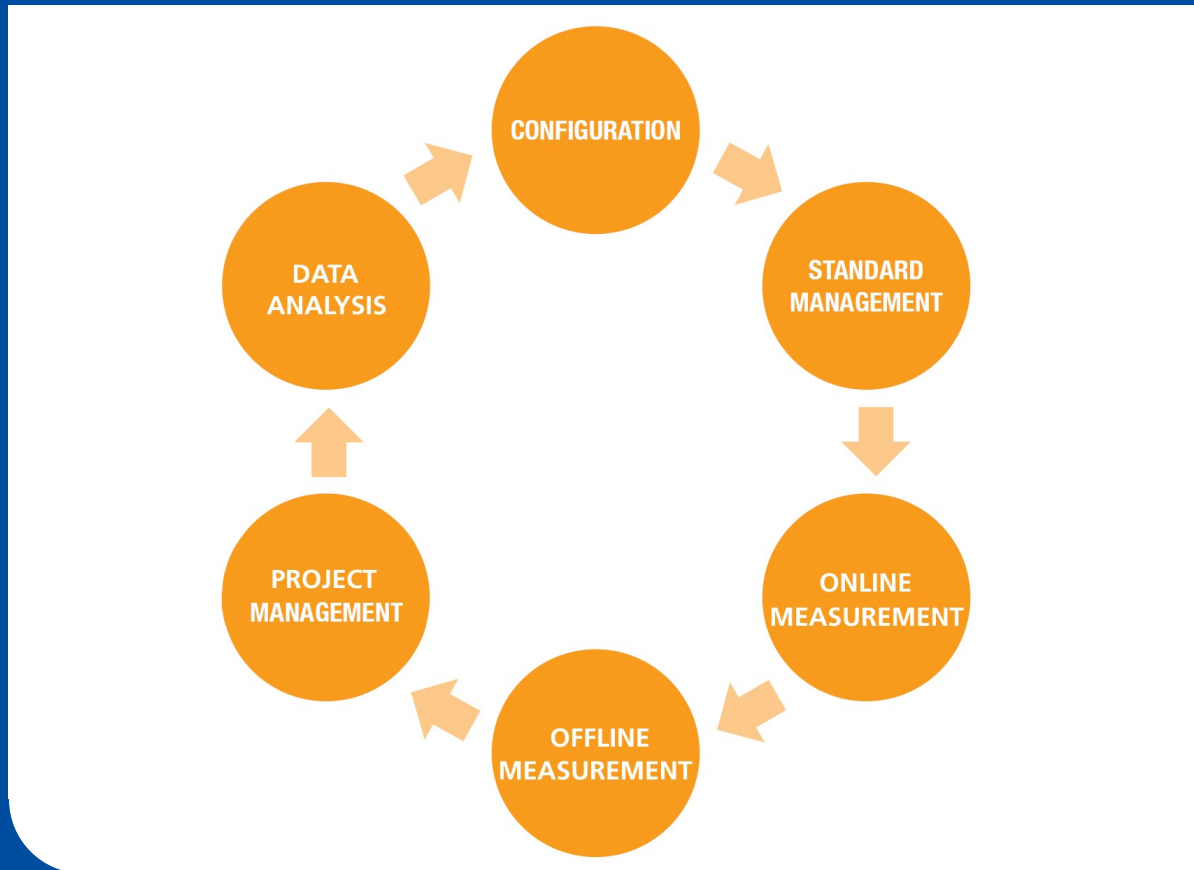 CONFIGURATION
STANDARD
MANAGEMENT
ONLINE
MEASUREMENT
OFFLINE
MEASUREMENT
PROJECT
MANAGEMENT
DATA
ANALYSIS